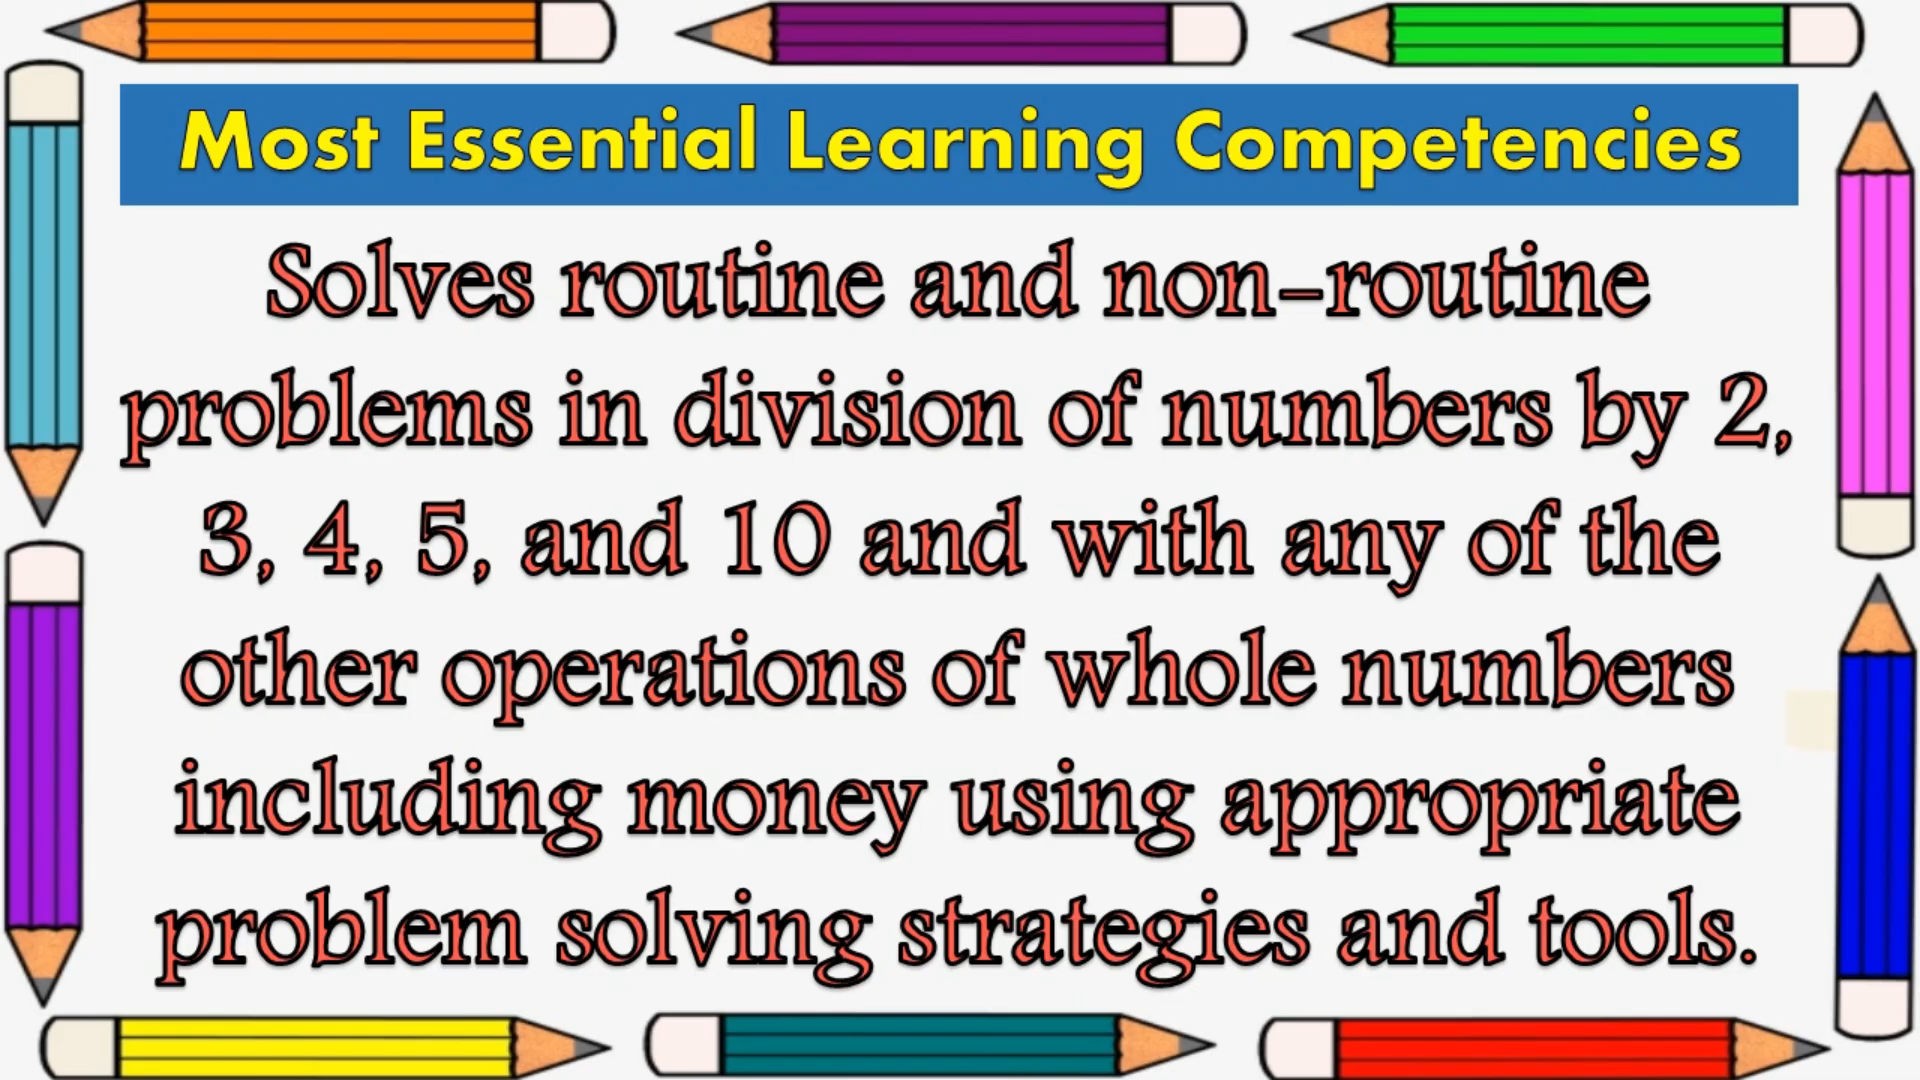 Most Essential Learning Competencies
Solves routine and non-routine
problems in division of numbers by 2,
3, 4, 5, and 10 and with any of the
other operations of whole numbers
including money using appropriate
problem solving strategies and tools.